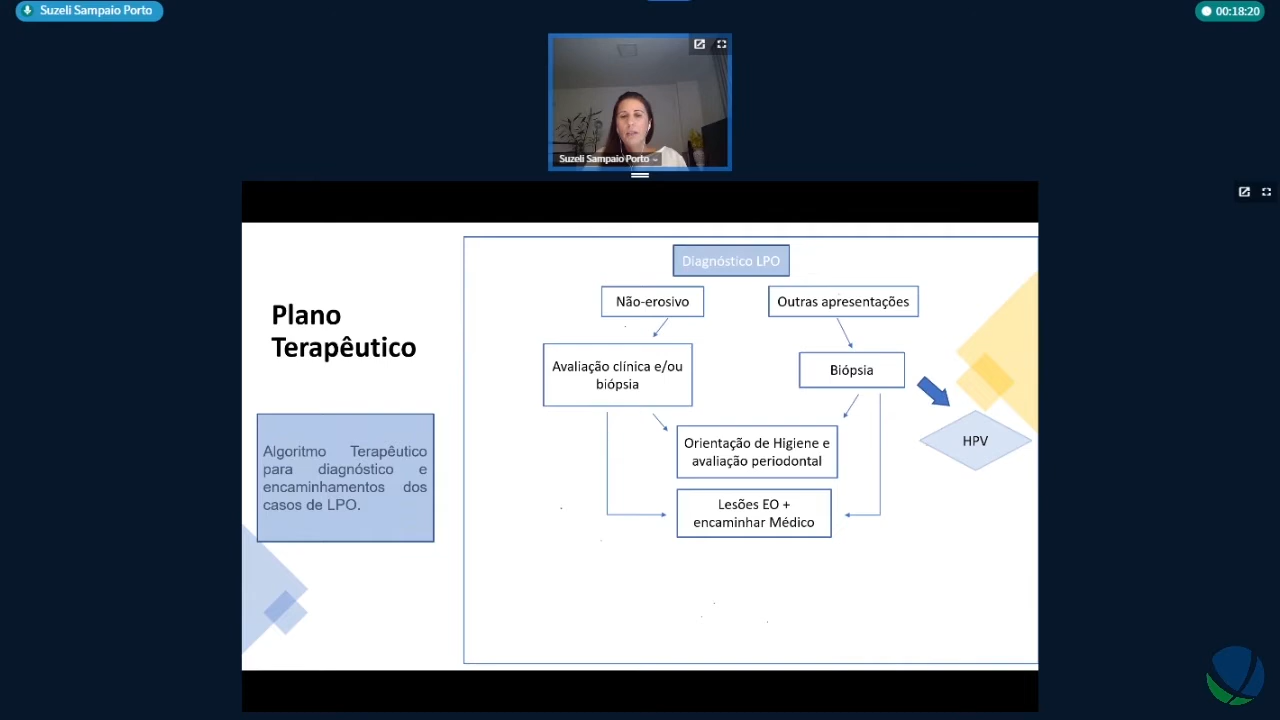 Suzeli Sampaio Porto
00:18:20
Suzeli Sampaio Porto
Plano
Terapêutico
Algoritmo Terapêutico
para diagnóstico e
encaminhamentos dos
casos de LPO.
Diagnóstico LPO
Não-erosivo
Outras apresentações
Avaliação clínica e/ou
biópsia
Biópsia
HPV
Orientação de Higiene e
avaliação periodontal
Lesões EO +
encaminhar Médico